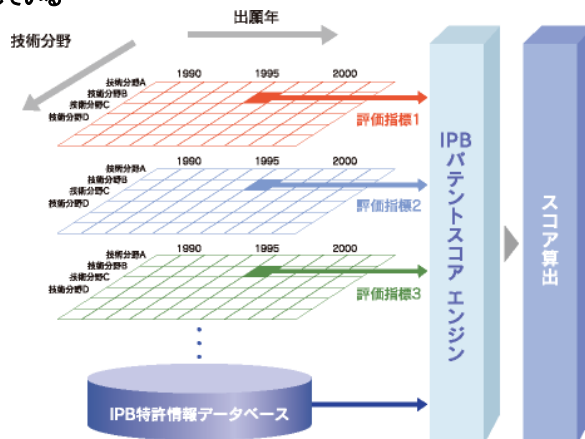 ている
出願年
技術分野
1990 1995 2000
技術分野A
技術分野B
技術分野C
技術分野D
評価指標1
1990 1995 2000
技術分野A
技術分野B
技術分野C
技術分野D
評価指標2
1990 1995 2000
技術分野A
技術分野B
技術分野C
技術分野D
評価指標3
IPB特許情報データベース
IPBパテントスコア エンジン
スコア算出